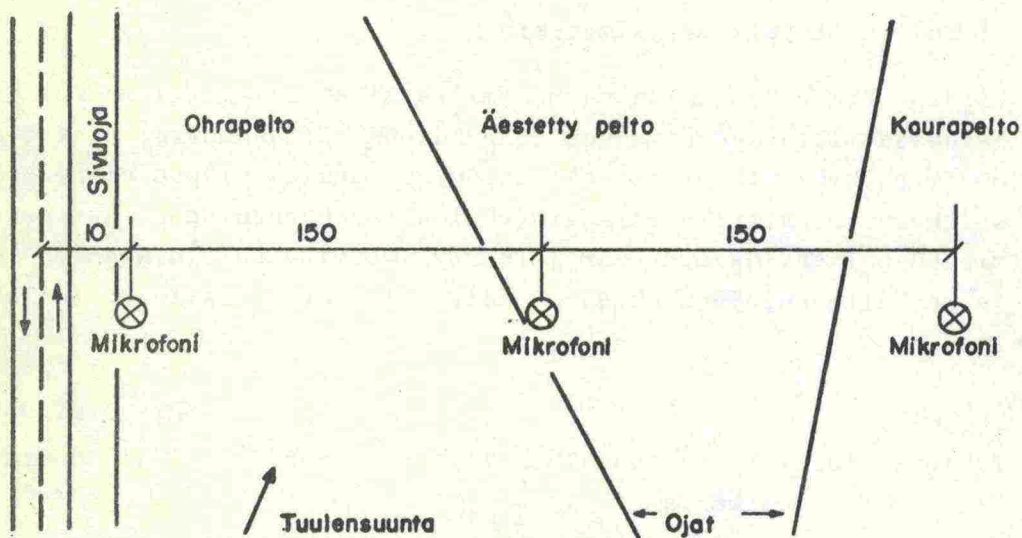 Sivuoja
Ohrapelto
Äestetty pelto
Kaurapelto
10
150
150
Mikrofoni
Mikrofoni
Mikrofoni
Tuulensuunta
Ojat